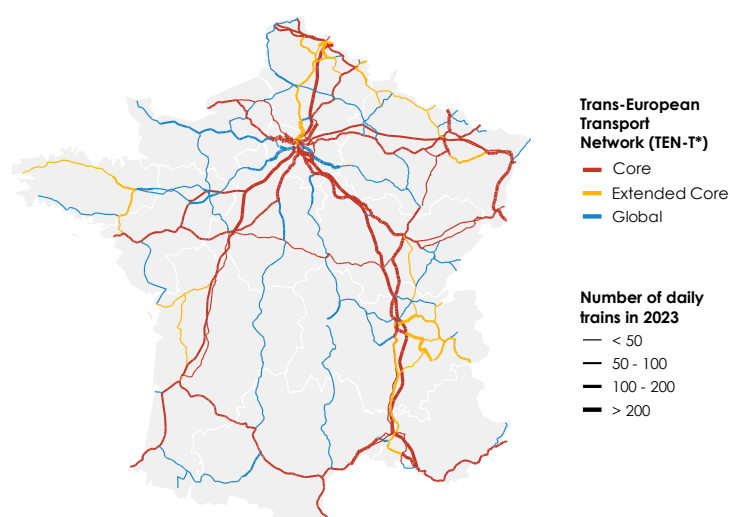 Trans-European
Transport
Network (TEN-T*)
Core
Extended Core
Global
Number of daily
trains in 2023
< 50
50 - 100
100 - 200
> 200